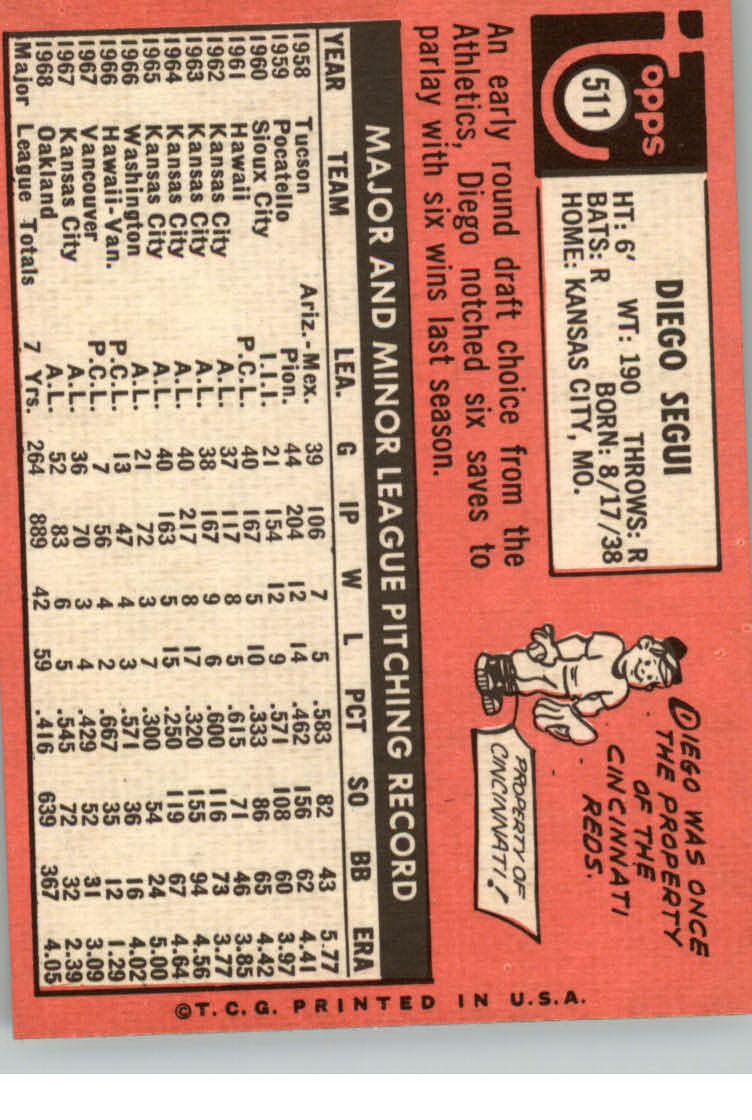 Topps
511
DIEGO SEGUI
HT: 6' WT: 190 THROWS: R
BATS: R BORN: 8/17/38
HOME: KANSAS CITY, MO.
DIEGO WAS ONCE
THE PROPERTY
OF THE
CINCINNATI
REDS.
PROPERTY OF
CINCINNATI!
An early round draft choice from the
Athletics, Diego notched six saves to
parlay with six wins last season.
MAJOR AND MINOR LEAGUE PITCHING RECORD
YEAR TEAM LEA. G IP W L PCT SO BB ERA
1958 Tucson Ariz.-Mex. 39 106 7 5 .583 82 43 5.77
1959 Pocatello Pion. 44 204 12 14 .462 156 62 4.41
1960 Sioux City I.I.I. 21 154 12 9 .571 108 60 3.97
1961 Hawaii P.C.L. 40 167 5 10 .333 86 65 4.42
1962 Kansas City A.L. 37 117 8 5 .615 71 46 3.85
1963 Kansas City A.L. 38 167 9 6 .600 116 73 3.77
1964 Kansas City A.L. 40 217 8 17 .320 155 94 4.56
1965 Kansas City A.L. 40 163 5 15 .250 119 67 4.64
1966 Washington A.L. 21 72 3 7 .300 54 24 5.00
1966 Hawaii-Van. P.C.L. 13 47 4 3 .571 36 16 4.02
1967 Vancouver P.C.L. 7 56 4 2 .667 35 12 1.29
1967 Kansas City A.L. 36 70 3 4 .429 52 31 3.09
1968 Oakland A.L. 52 83 6 5 .545 72 32 2.39
Major League Totals 7 Yrs. 264 889 42 59 .416 639 367 4.05
©T.C.G. PRINTED IN U.S.A.